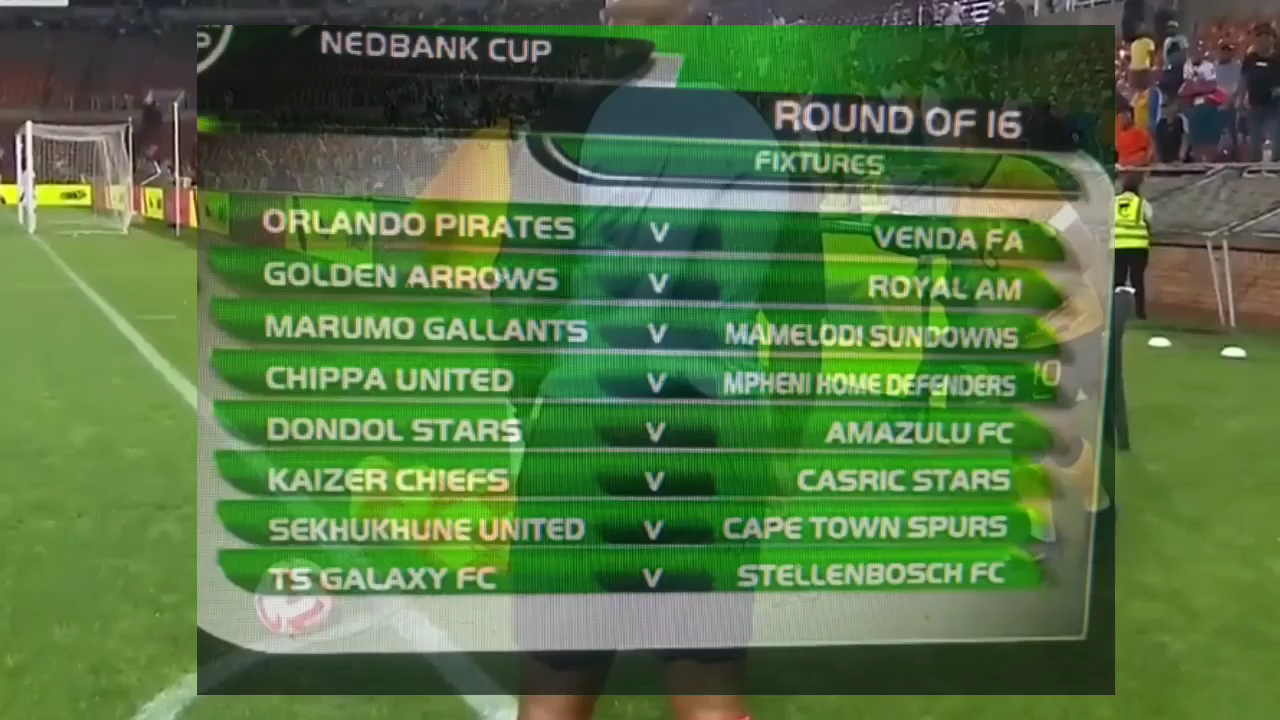 NEDBANK CUP
ROUND OF 16
FIXTURES
ORLANDO PIRATES V VENDA FA
GOLDEN ARROWS V ROYAL AM
MARUMO GALLANTS V MAMELODI SUNDOWNS
CHIPPA UNITED V MPHENI HOME DEFENDERS
DONDOL STARS V AMAZULU FC
KAIZER CHIEFS V CASRIC STARS
SEKHUKHUNE UNITED V CAPE TOWN SPURS
TS GALAXY FC V STELLENBOSCH FC